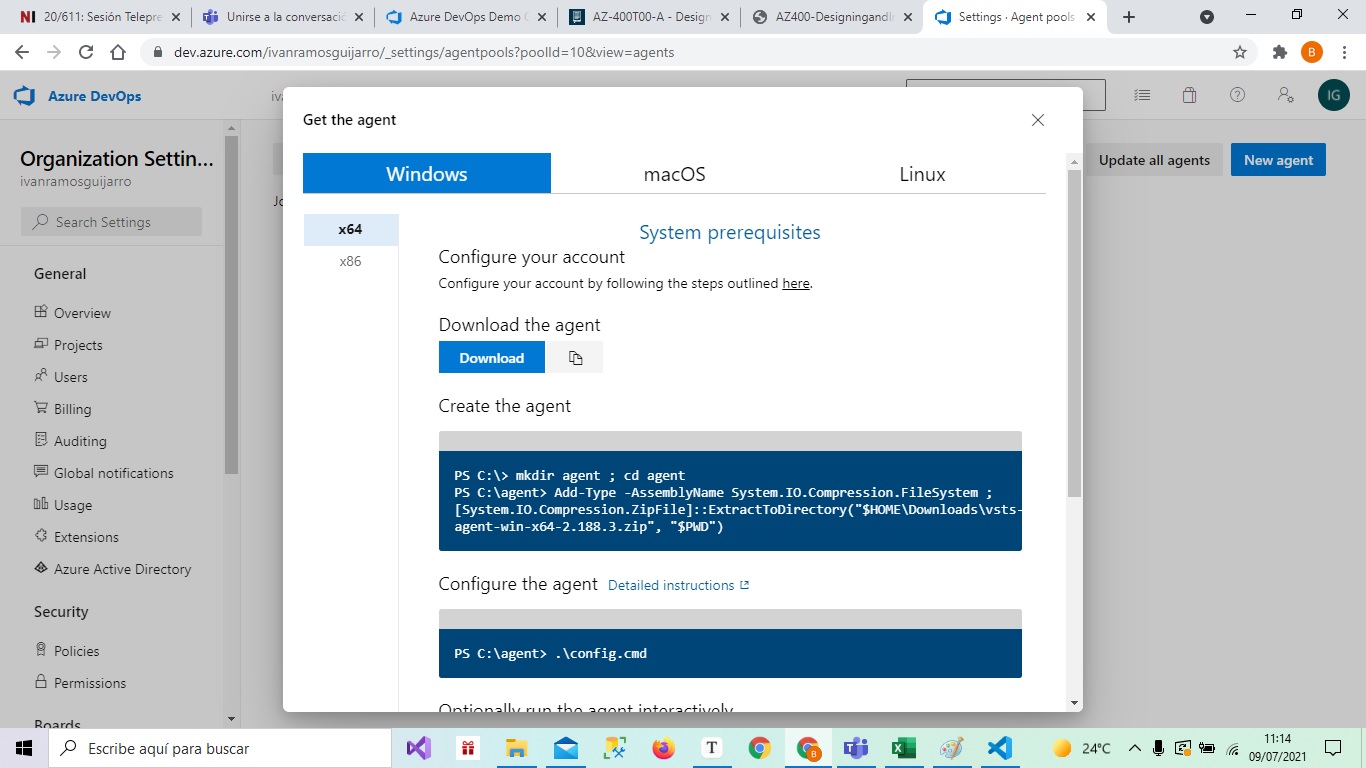 20/611: Sesión Telepre
Unirse a la conversació
Azure DevOps Demo G
AZ-400T00-A - Design
AZ400-DesigningandIr
Settings · Agent pools
dev.azure.com/ivanramosguijarro/_settings/agentpools?poolId=10&view=agents
B
Azure DevOps
iva
IG
Get the agent
Organization Settin...
ivanramosguijarro
Search Settings
Update all agents
New agent
Windows
macOS
Linux
x64
x86
System prerequisites
Configure your account
Configure your account by following the steps outlined here.
Download the agent
Download
Create the agent
PS C:\> mkdir agent ; cd agent
PS C:\agent> Add-Type -AssemblyName System.IO.Compression.FileSystem ;
[System.IO.Compression.ZipFile]::ExtractToDirectory("$HOME\Downloads\vsts-
agent-win-x64-2.188.3.zip", "$PWD")
Configure the agent
Detailed instructions
PS C:\agent> .\config.cmd
Optionally run the agent interactively
General
Overview
Projects
Users
Billing
Auditing
Global notifications
Usage
Extensions
Azure Active Directory
Security
Policies
Permissions
Boards
Escribe aquí para buscar
24°C
11:14
09/07/2021